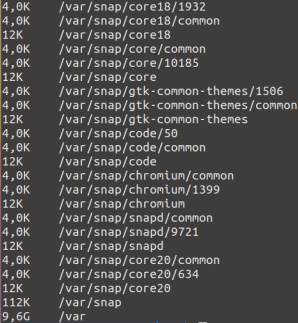 4,0K /var/snap/core18/1932
4,0K /var/snap/core18/common
12K /var/snap/core18
4,0K /var/snap/core/common
4,0K /var/snap/core/10185
12K /var/snap/core
4,0K /var/snap/gtk-common-themes/1506
4,0K /var/snap/gtk-common-themes/common
12K /var/snap/gtk-common-themes
4,0K /var/snap/code/50
4,0K /var/snap/code/common
12K /var/snap/code
4,0K /var/snap/chromium/common
4,0K /var/snap/chromium/1399
12K /var/snap/chromium
4,0K /var/snap/snapd/common
4,0K /var/snap/snapd/9721
12K /var/snap/snapd
4,0K /var/snap/core20/common
4,0K /var/snap/core20/634
12K /var/snap/core20
112K /var/snap
9,6G /var